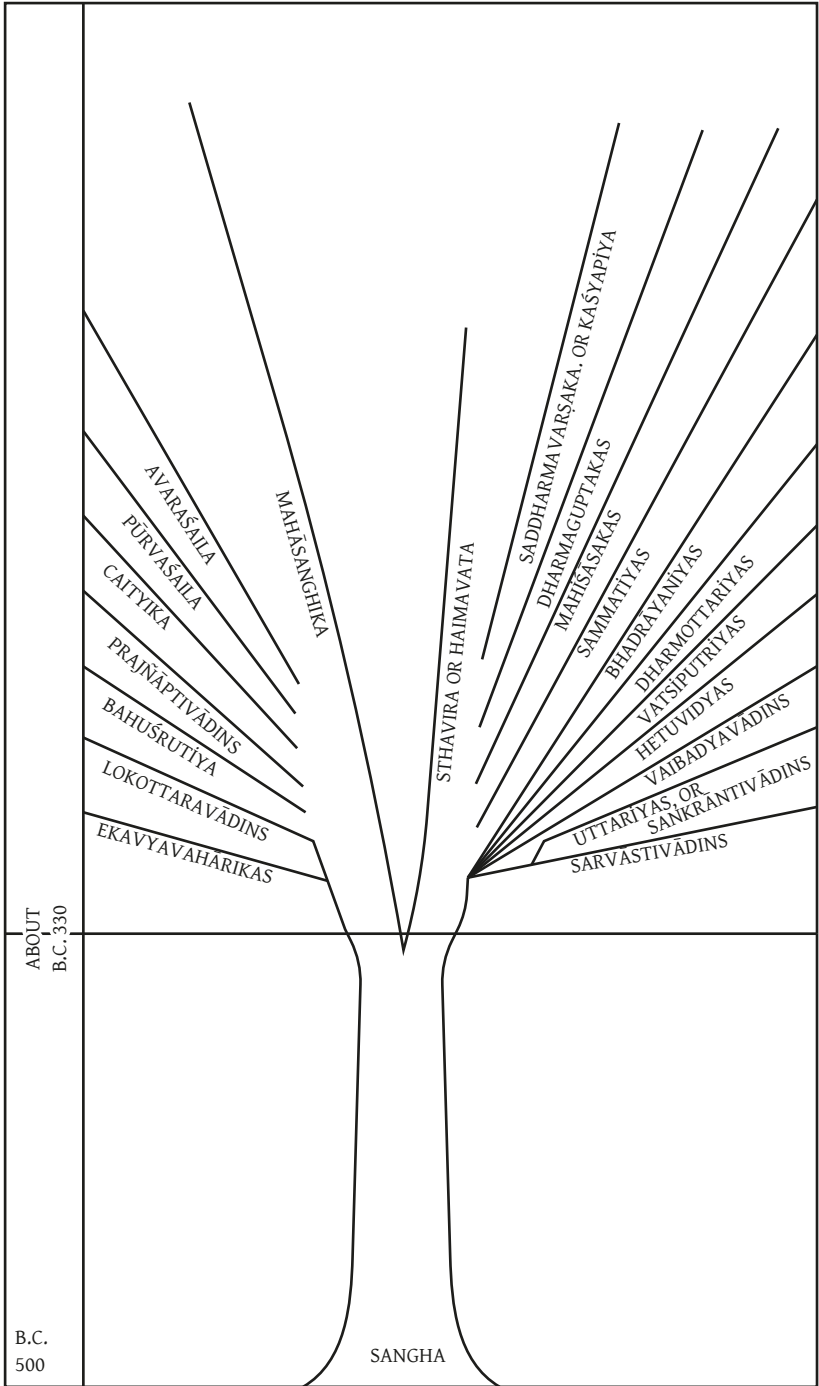 AVARAŚAILA
PŪRVAŚAILA
CAITYIKA
PRAJÑĀPTIVĀDINS
BAHUŚRUTĪYA
LOKOTTARAVĀDINS
EKAVYAVAHĀRIKAS
MAHĀSANGHIKA
STHAVIRA OR HAIMAVATA
SADDHARMAVARṢAKA. OR KAŚYAPĪYA
DHARMAGUPTAKAS
MAHĪŚĀSAKAS
SAMMATĪYAS
BHADRĀYANĪYAS
DHARMOTTARĪYAS
VATSĪPUTRĪYAS
HETUVIDYAS
VAIBADYAVĀDINS
UTTARĪYAS, OR
SANKRĀNTIVĀDINS
SARVĀSTIVĀDINS
ABOUT
B.C. 330
B.C.
500
SANGHA